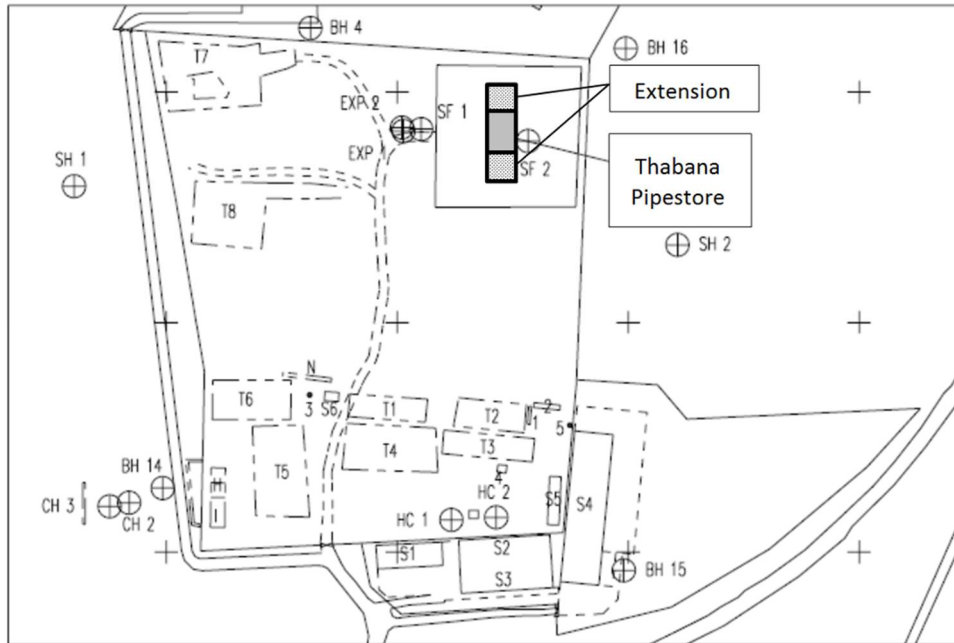 BH 4
BH 16
T7
Extension
EXP 2
SF 1
EXP
SF 2
Thabana
Pipestore
SH 1
T8
SH 2
N
T6
3
S6
T1
T2
2
1
5
T4
T3
4
BH 14
T5
H
I
HC 2
S5
S4
CH 3
CH 2
HC 1
S1
S2
S3
BH 15